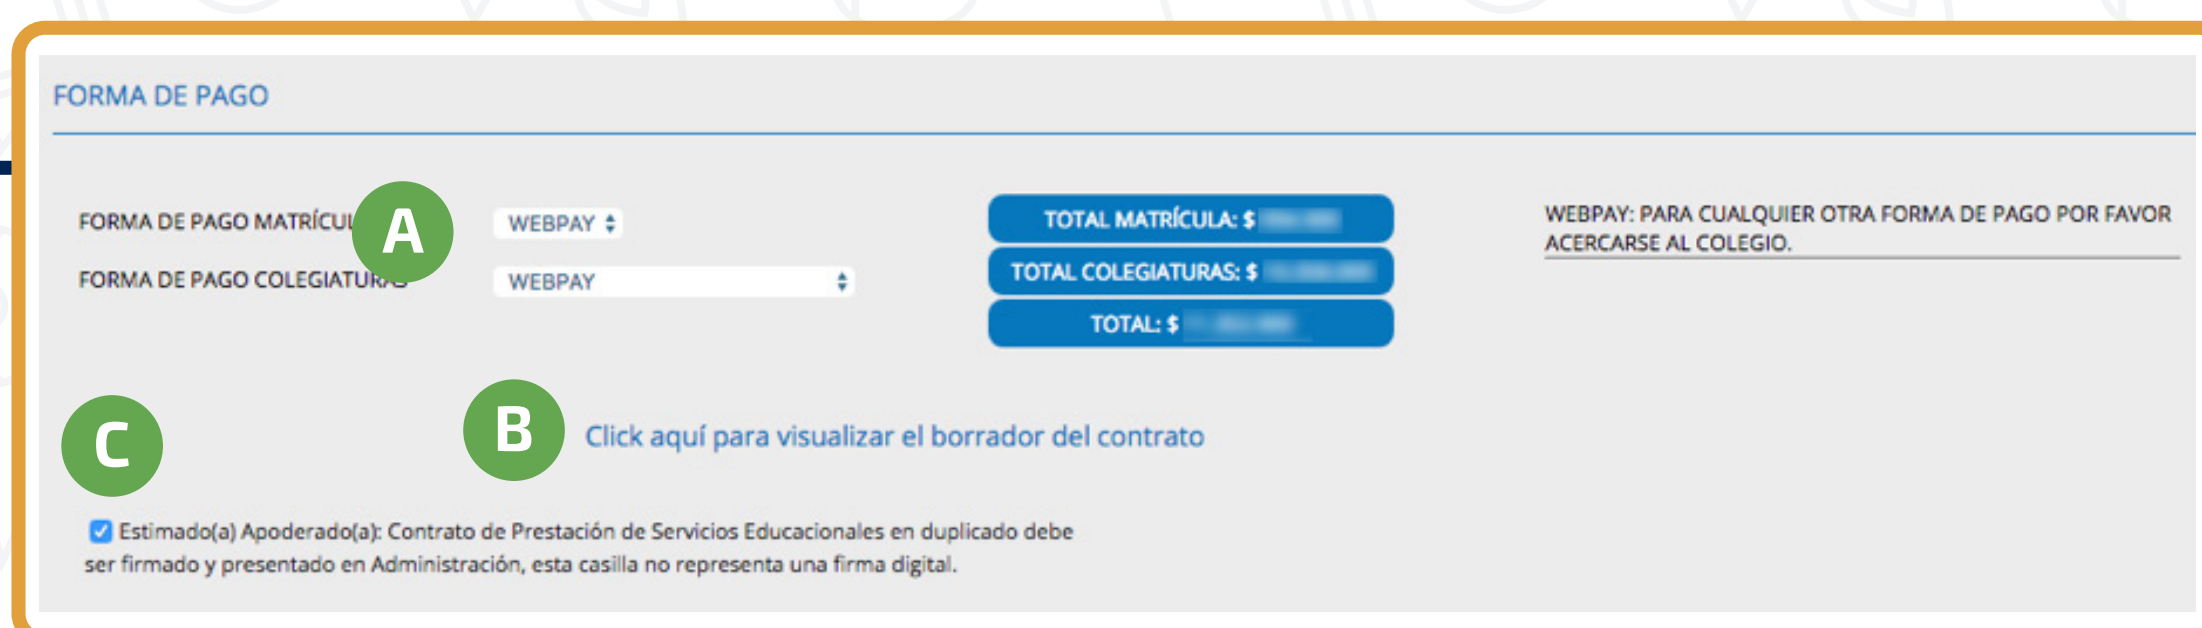 FORMA DE PAGO
FORMA DE PAGO MATRÍCUL
A
WEBPAY
FORMA DE PAGO COLEGIATURAS
WEBPAY
TOTAL MATRÍCULA: $
TOTAL COLEGIATURAS: $
TOTAL: $
WEBPAY: PARA CUALQUIER OTRA FORMA DE PAGO POR FAVOR
ACERCARSE AL COLEGIO.
B
Click aquí para visualizar el borrador del contrato
C
Estimado(a) Apoderado(a): Contrato de Prestación de Servicios Educacionales en duplicado debe
ser firmado y presentado en Administración, esta casilla no representa una firma digital.